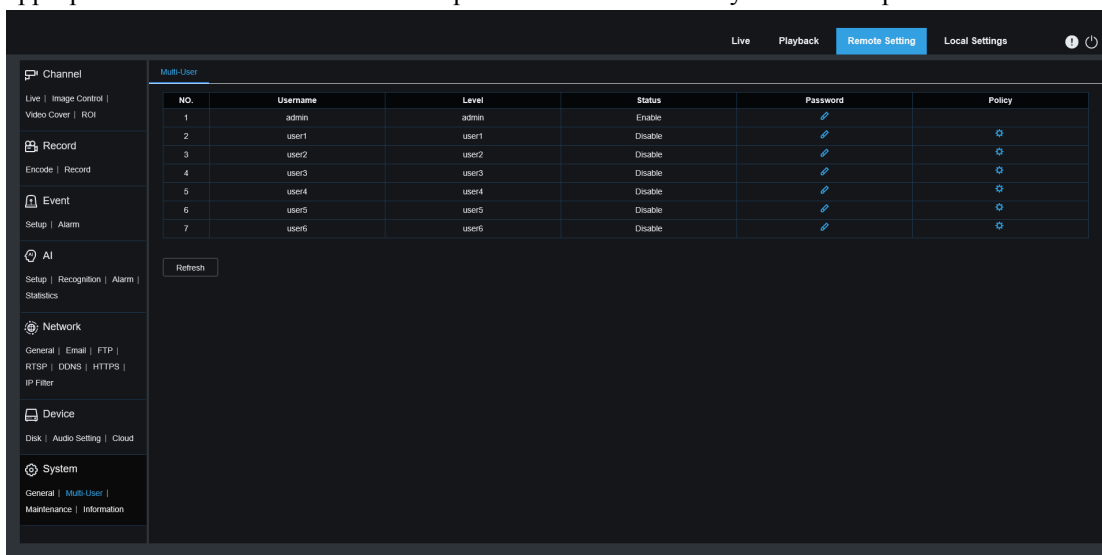 Live Playback Remote Setting Local Settings
Channel
Live | Image Control |
Video Cover | ROI
Record
Encode | Record
Event
Setup | Alarm
AI
Setup | Recognition | Alarm |
Statistics
Network
General | Email | FTP |
RTSP | DDNS | HTTPS |
IP Filter
Device
Disk | Audio Setting | Cloud
System
General | Multi-User |
Maintenance | Information
Multi-User
NO. Username Level Status Password Policy
1 admin admin Enable
2 user1 user1 Disable
3 user2 user2 Disable
4 user3 user3 Disable
5 user4 user4 Disable
6 user5 user5 Disable
7 user6 user6 Disable
Refresh